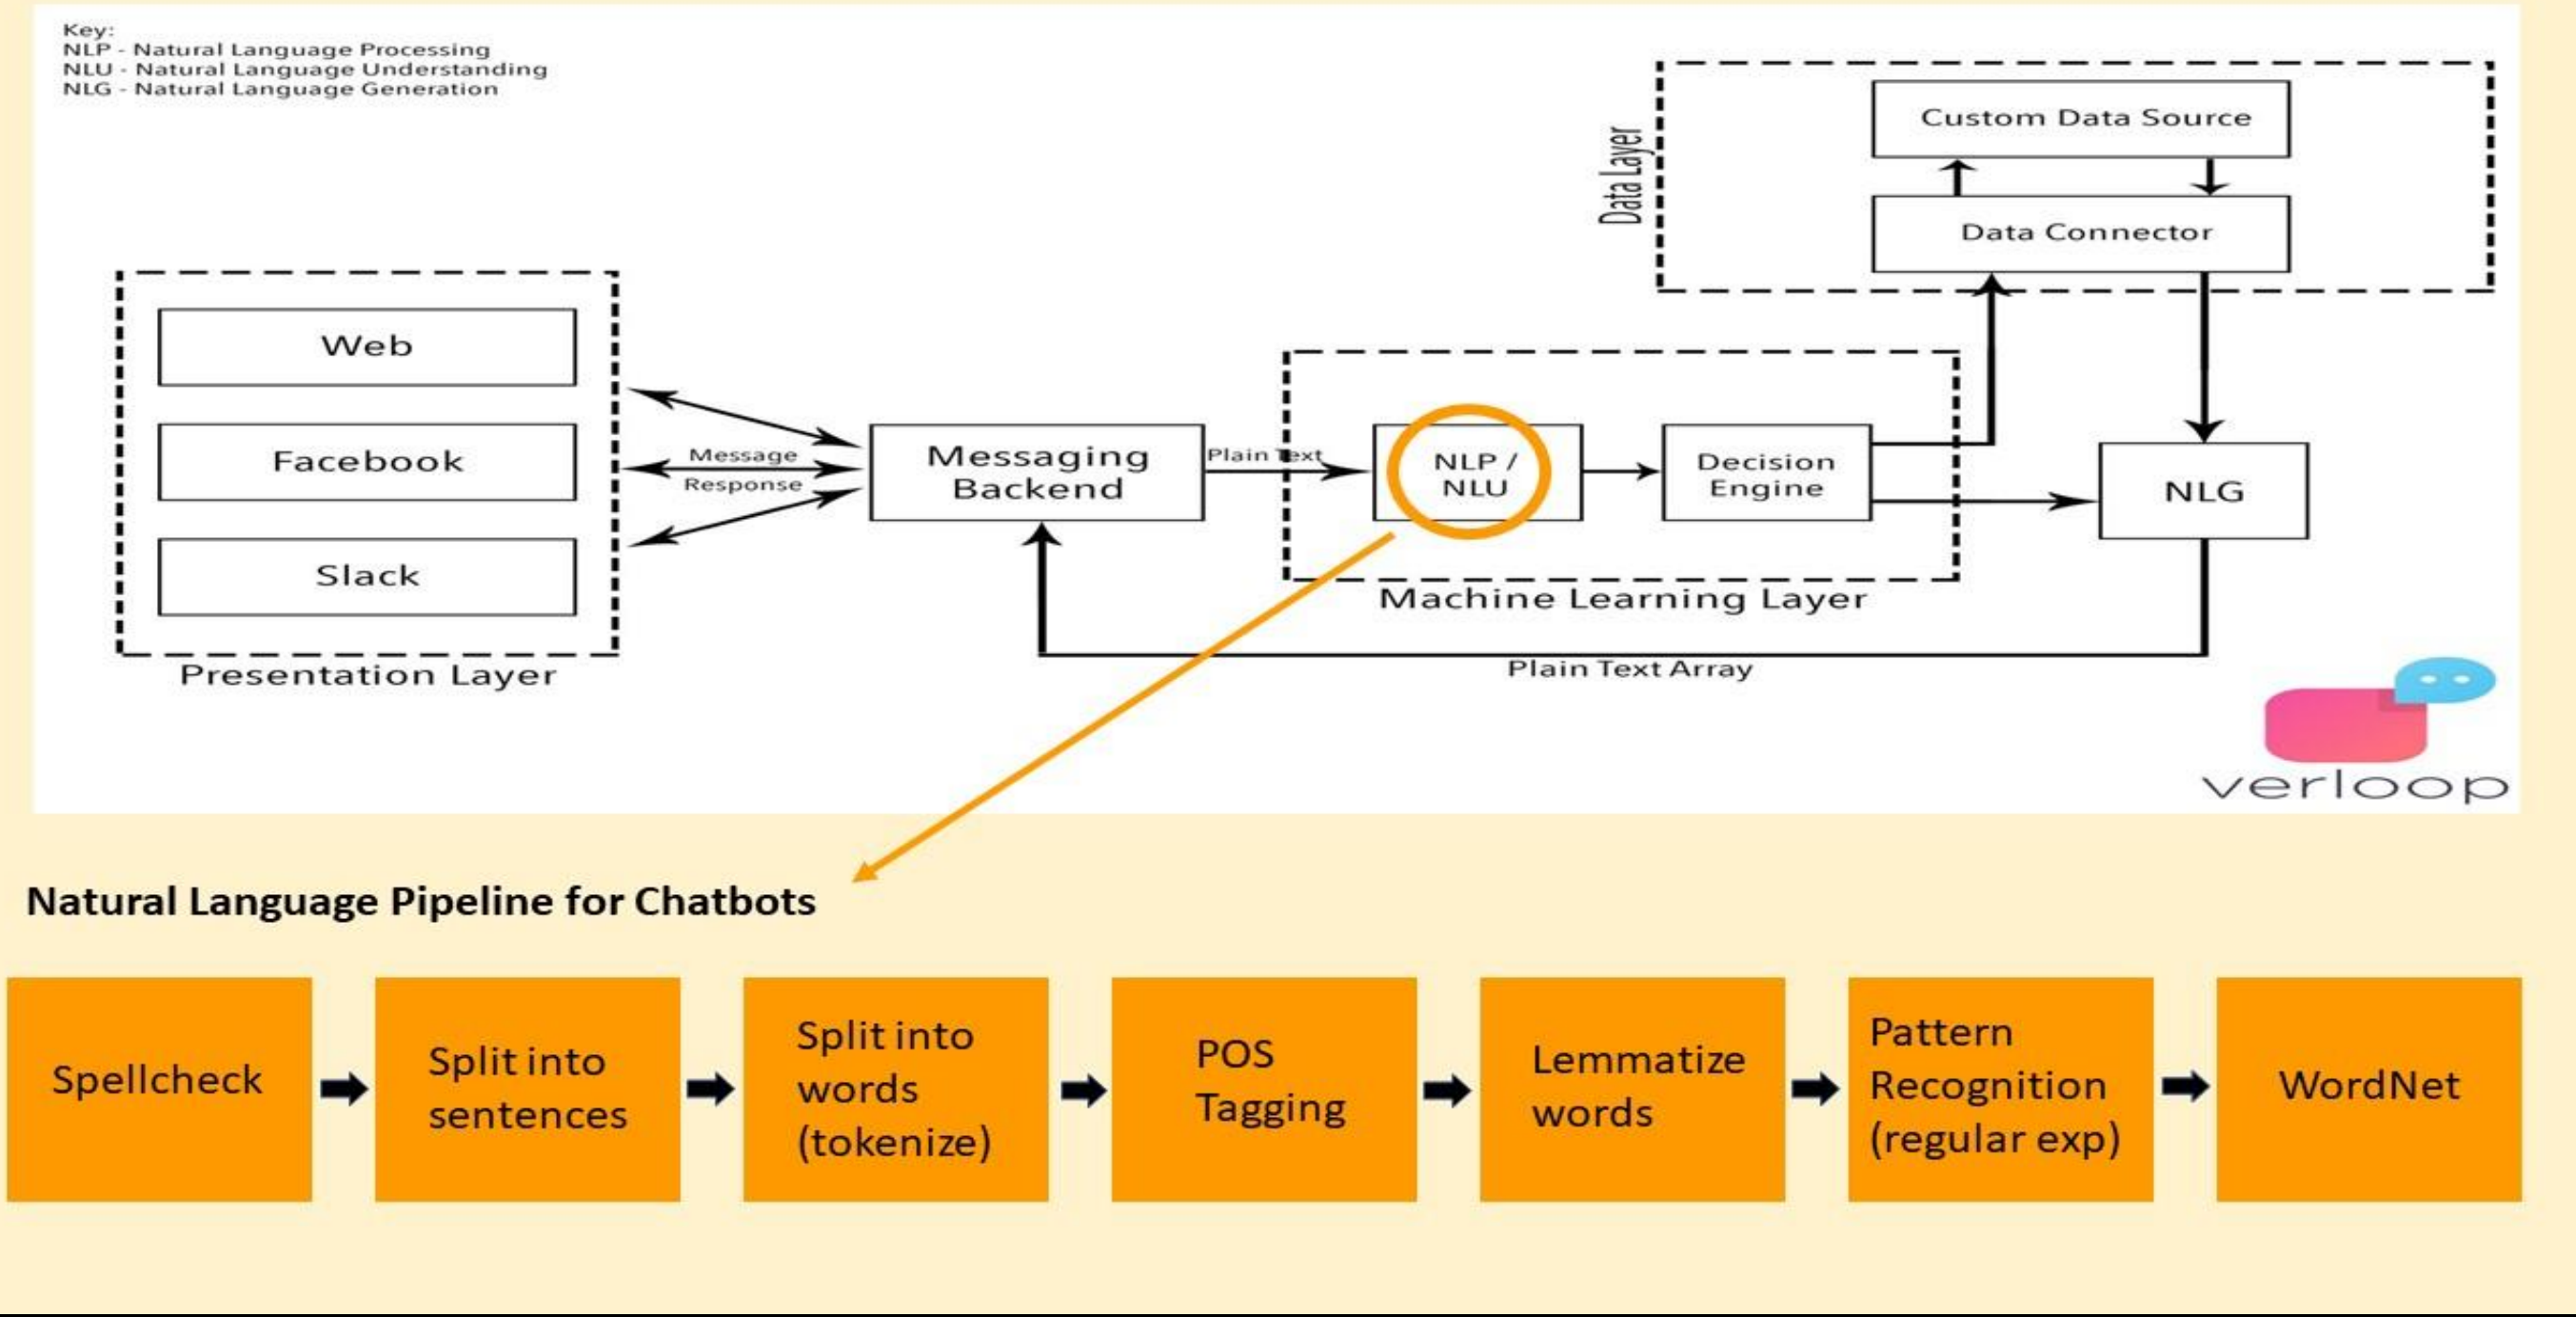 Key:
NLP - Natural Language Processing
NLU - Natural Language Understanding
NLG - Natural Language Generation
Data Layer
Custom Data Source
Data Connector
Web
Facebook
Slack
Presentation Layer
Message
Response
Messaging
Backend
Plain Text
NLP /
NLU
Decision
Engine
Machine Learning Layer
NLG
Plain Text Array
verloop
Natural Language Pipeline for Chatbots
Spellcheck
Split into
sentences
Split into
words
(tokenize)
POS
Tagging
Lemmatize
words
Pattern
Recognition
(regular exp)
WordNet